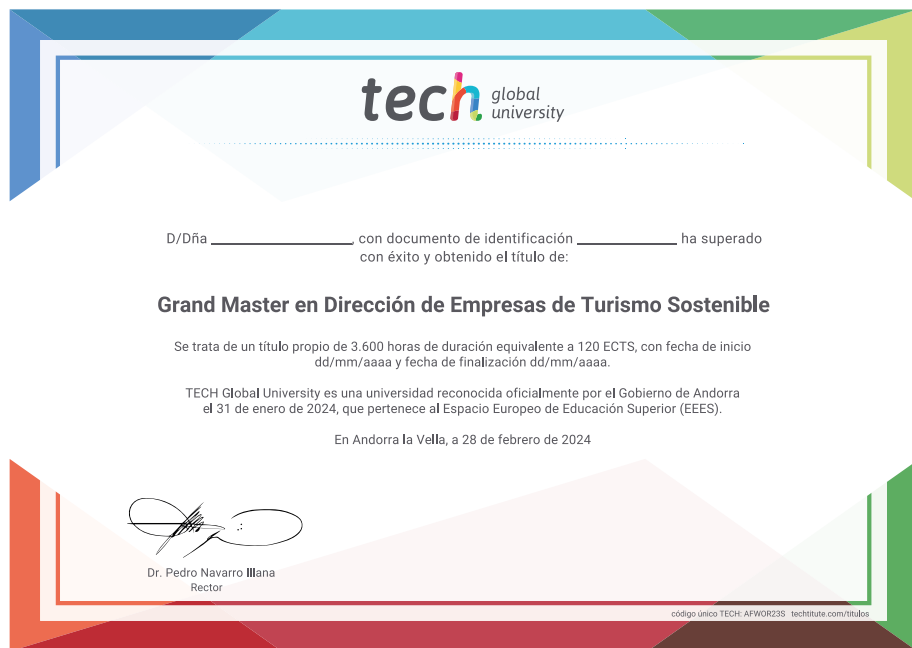 tech global university
D/Dña ______________, con documento de identificación __________ ha superado
con éxito y obtenido el título de:
Grand Master en Dirección de Empresas de Turismo Sostenible
Se trata de un título propio de 3.600 horas de duración equivalente a 120 ECTS, con fecha de inicio
dd/mm/aaaa y fecha de finalización dd/mm/aaaa.
TECH Global University es una universidad reconocida oficialmente por el Gobierno de Andorra
el 31 de enero de 2024, que pertenece al Espacio Europeo de Educación Superior (EEES).
En Andorra la Vella, a 28 de febrero de 2024
Dr. Pedro Navarro Illana
Rector
código único TECH: AFWOR23S techtitute.com/titulos